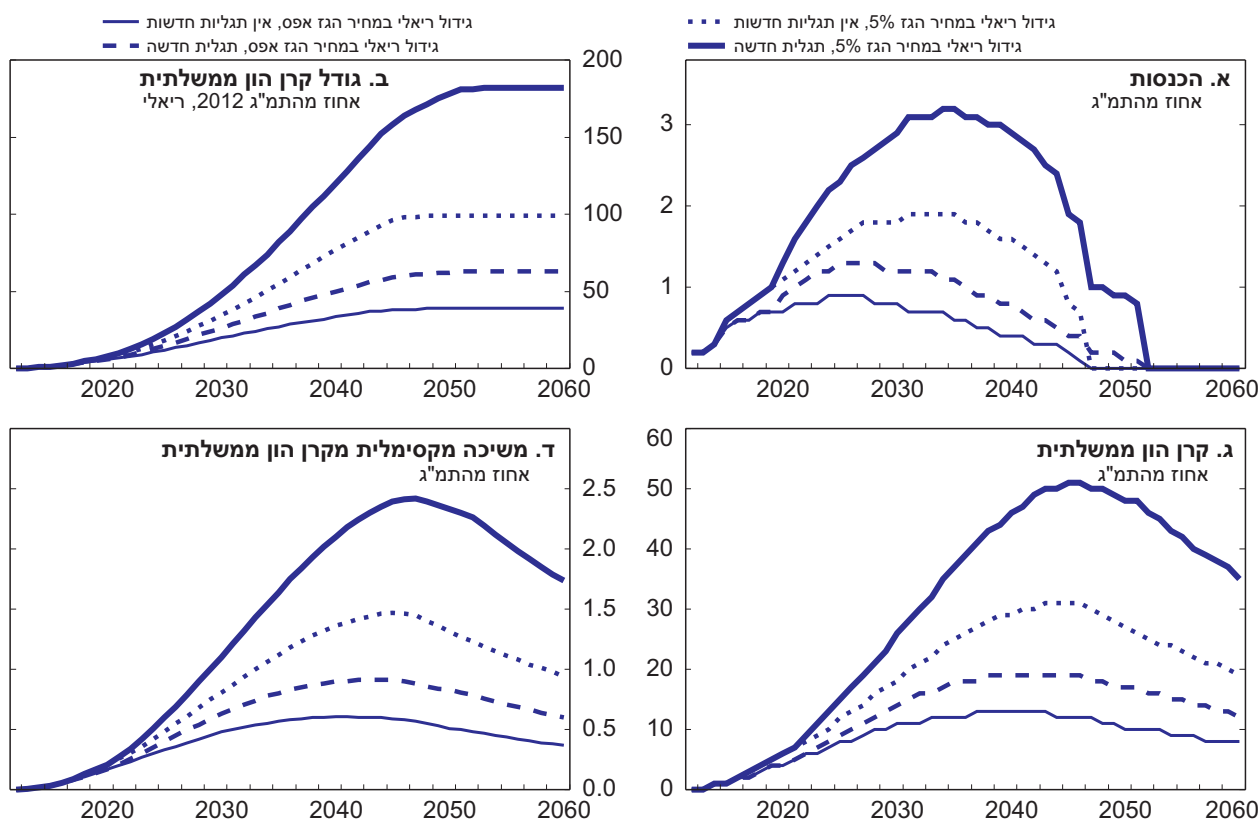 גידול ריאלי במחיר הגז 5%, אין תגליות חדשות
גידול ריאלי במחיר הגז 5%, תגלית חדשה
גידול ריאלי במחיר הגז אפס, אין תגליות חדשות
גידול ריאלי במחיר הגז אפס, תגלית חדשה
א. הכנסות
אחוז מהתמ"ג
3
2
1
0
2020 2030 2040 2050 2060
ב. גודל קרן הון ממשלתית
אחוז מהתמ"ג 2012, ריאלי
200
150
100
50
0
2020 2030 2040 2050 2060
ג. קרן הון ממשלתית
אחוז מהתמ"ג
60
50
40
30
20
10
0
2020 2030 2040 2050 2060
ד. משיכה מקסימלית מקרן הון ממשלתית
אחוז מהתמ"ג
2.5
2.0
1.5
1.0
0.5
0.0
2020 2030 2040 2050 2060